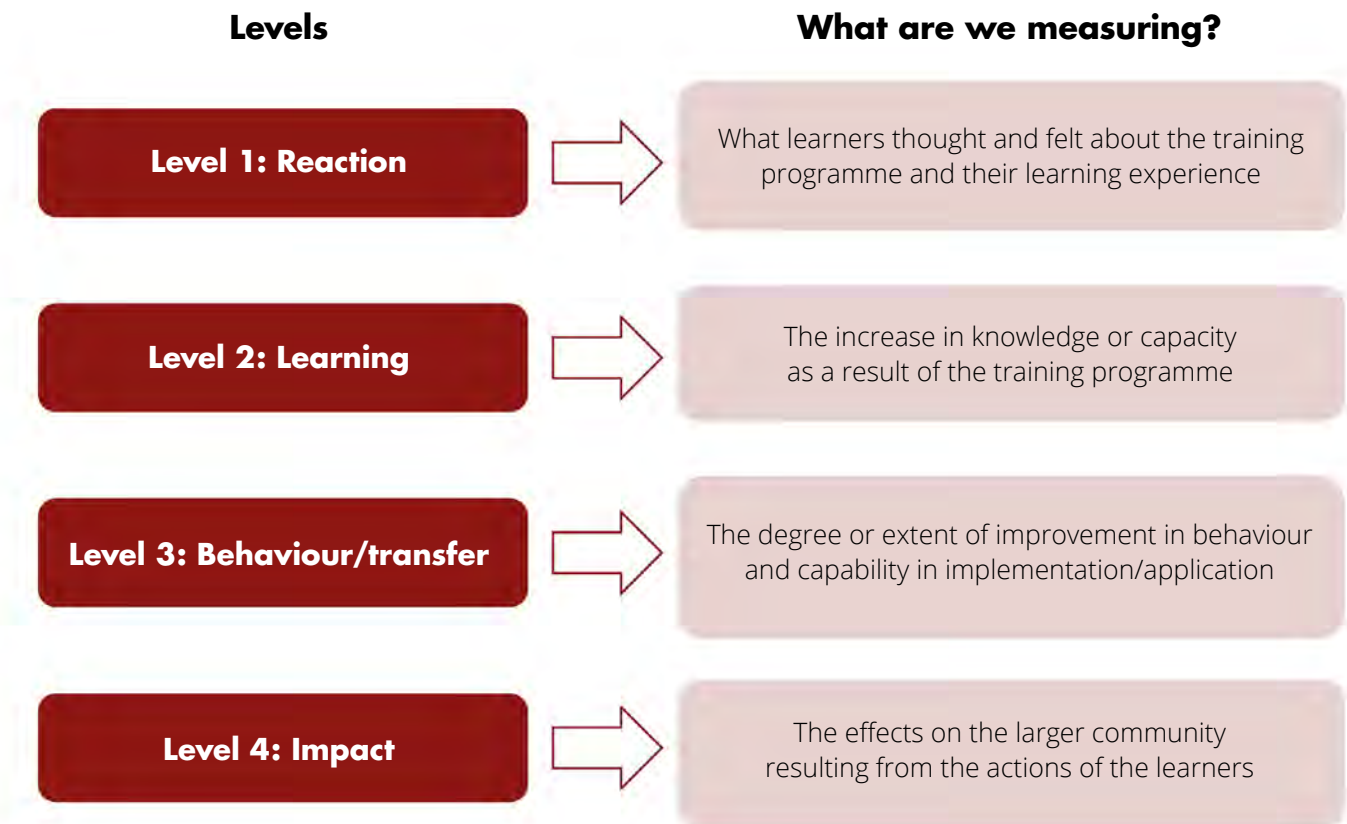 Levels
What are we measuring?
Level 1: Reaction
What learners thought and felt about the training
programme and their learning experience
Level 2: Learning
The increase in knowledge or capacity
as a result of the training programme
Level 3: Behaviour/transfer
The degree or extent of improvement in behaviour
and capability in implementation/application
Level 4: Impact
The effects on the larger community
resulting from the actions of the learners